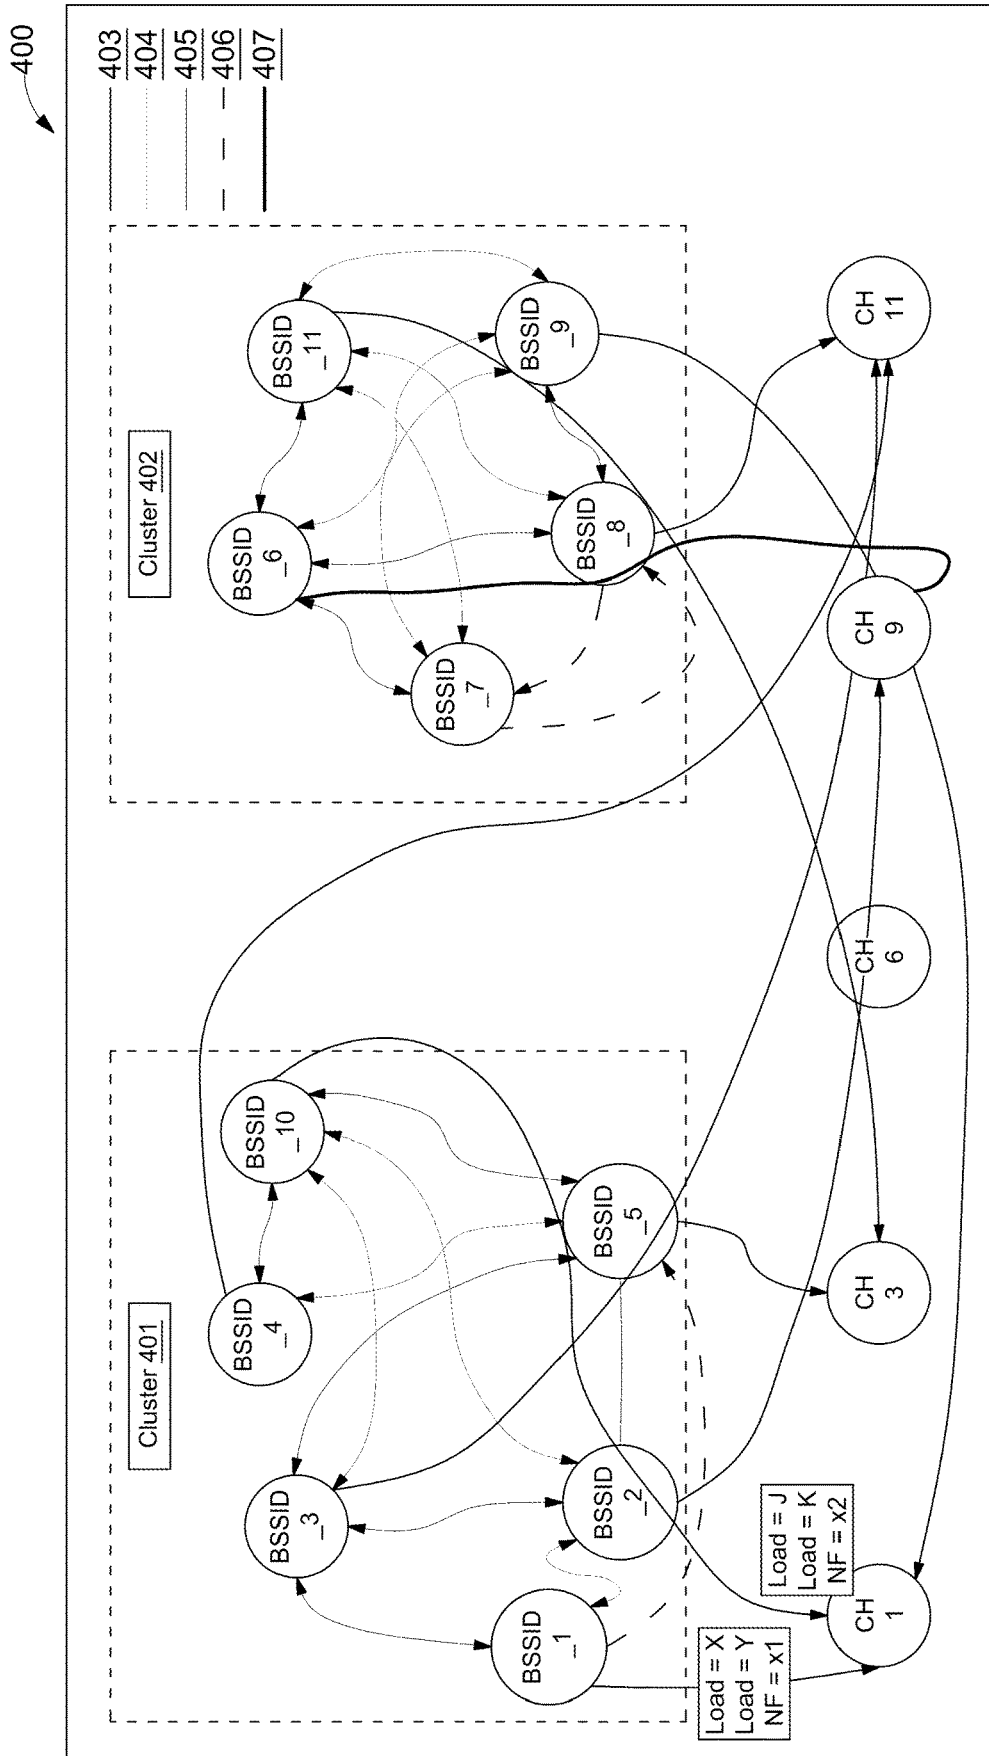 400
403
404
405
406
407
Cluster 401
Cluster 402
BSSID
_4
BSSID
_10
BSSID
_3
BSSID
_1
BSSID
_2
BSSID
_5
BSSID
_6
BSSID
_11
BSSID
_7
BSSID
_8
BSSID
_9
Load = X
Load = Y
NF = x1
Load = J
Load = K
NF = x2
CH
1
CH
3
CH
6
CH
9
CH
11